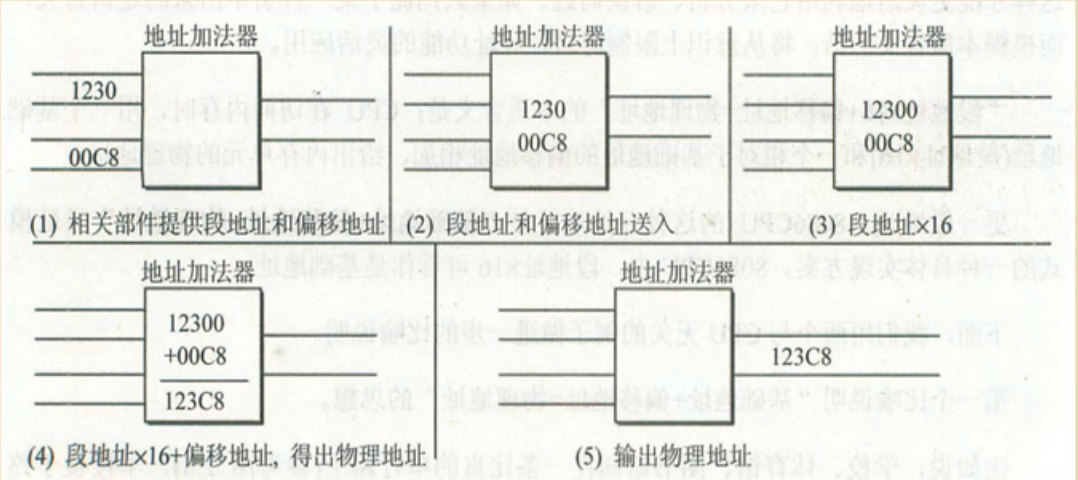 地址加法器
1230
00C8
(1) 相关部件提供段地址和偏移地址
地址加法器
1230
00C8
(2) 段地址和偏移地址送入
地址加法器
12300
00C8
(3) 段地址×16
地址加法器
12300
+00C8
123C8
(4) 段地址×16+偏移地址，得出物理地址
地址加法器
123C8
(5) 输出物理地址